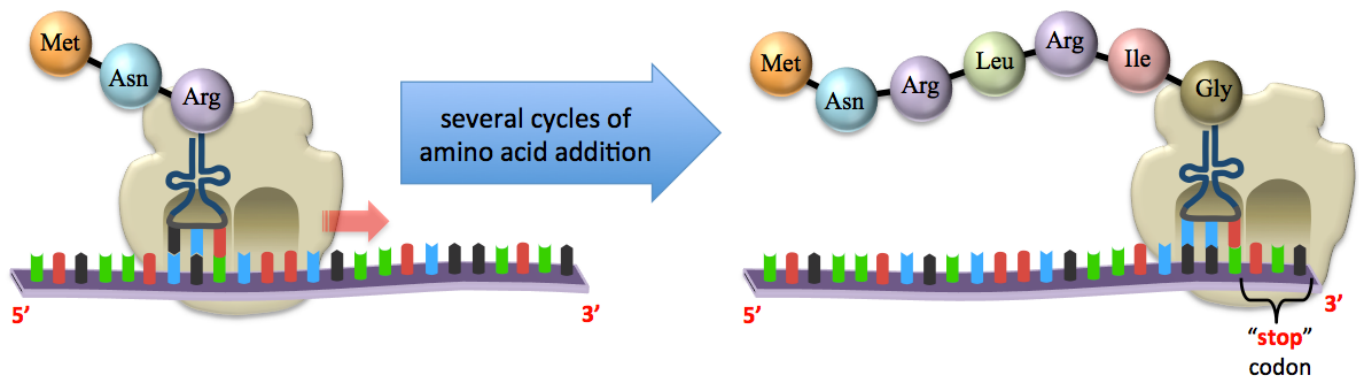 Met
Asn
Arg
several cycles of
amino acid addition
5’
3’
Met
Asn
Arg
Leu
Arg
Ile
Gly
5’
3’
“stop”
codon